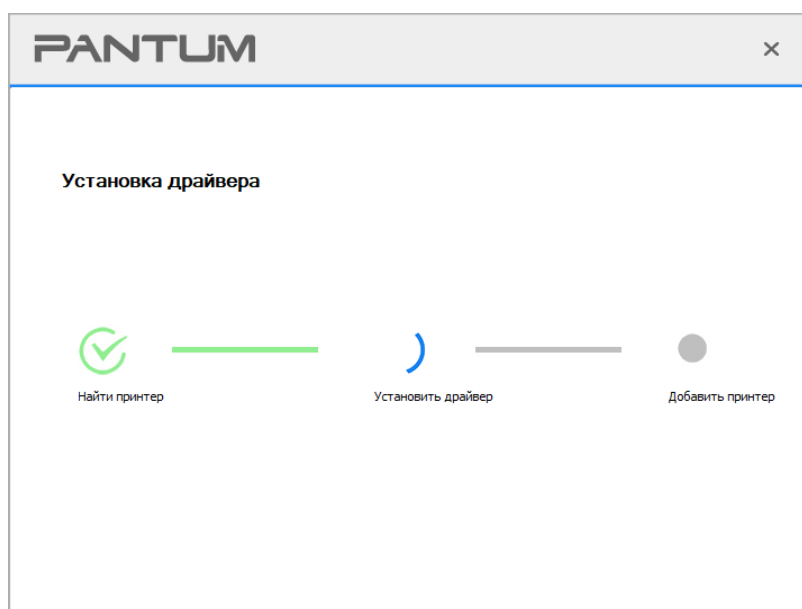 PANTUM
Установка драйвера
Найти принтер
Установить драйвер
Добавить принтер